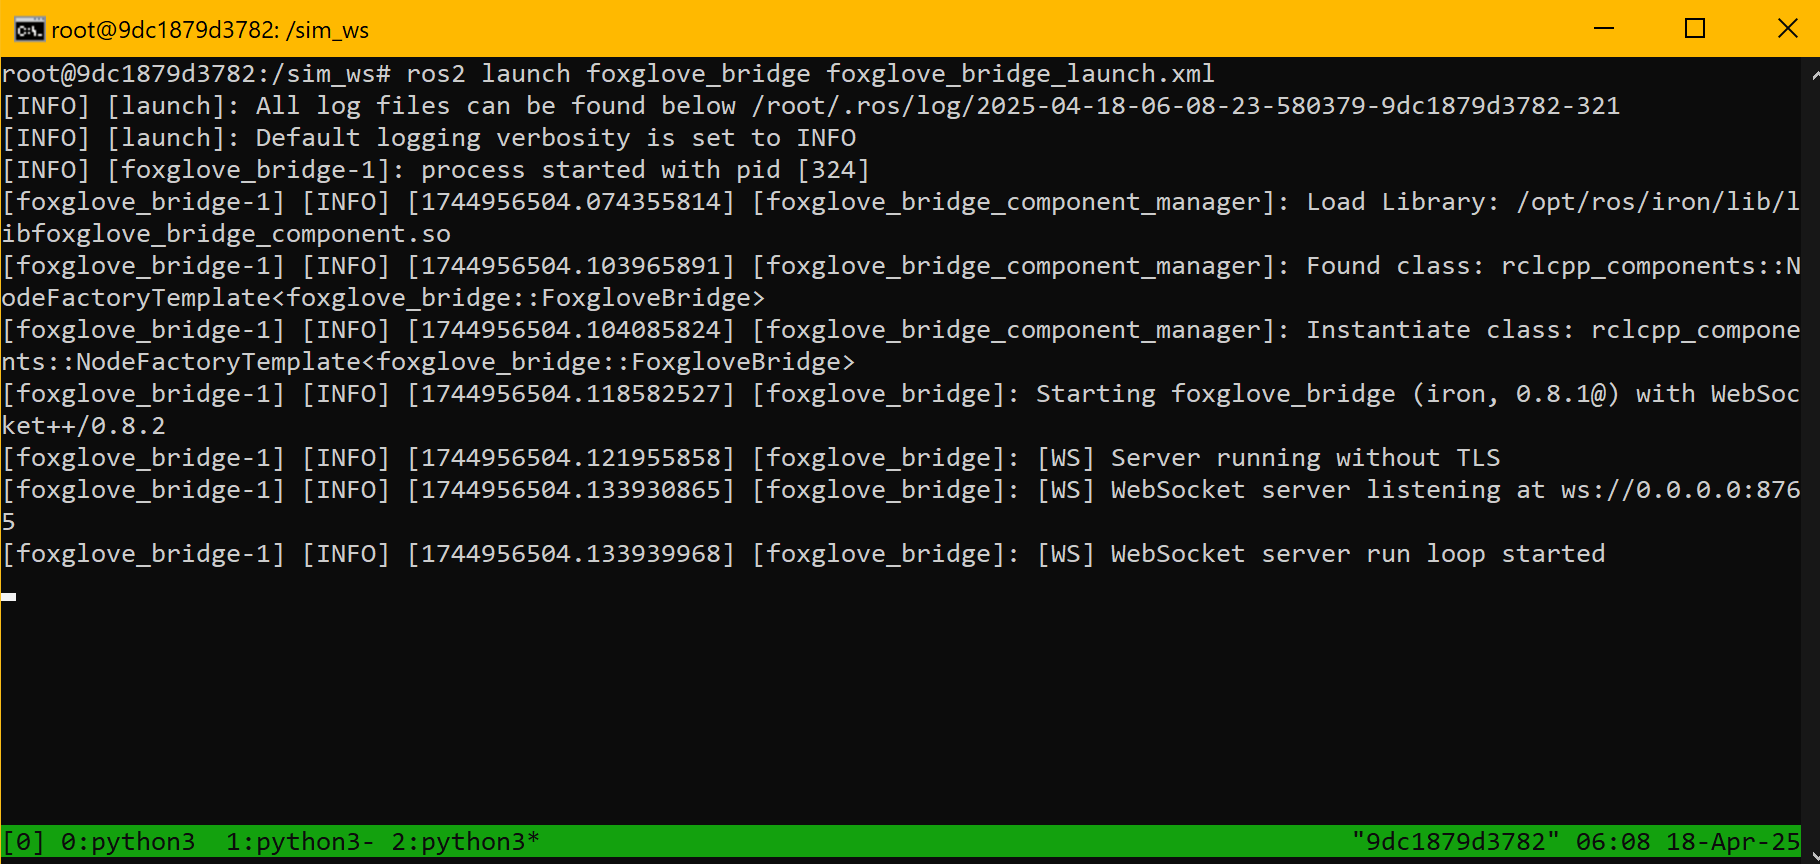 root@9dc1879d3782: /sim_ws
root@9dc1879d3782:/sim_ws# ros2 launch foxglove_bridge foxglove_bridge_launch.xml
[INFO] [launch]: All log files can be found below /root/.ros/log/2025-04-18-06-08-23-580379-9dc1879d3782-321
[INFO] [launch]: Default logging verbosity is set to INFO
[INFO] [foxglove_bridge-1]: process started with pid [324]
[foxglove_bridge-1] [INFO] [1744956504.074355814] [foxglove_bridge_component_manager]: Load Library: /opt/ros/iron/lib/l
ibfoxglove_bridge_component.so
[foxglove_bridge-1] [INFO] [1744956504.103965891] [foxglove_bridge_component_manager]: Found class: rclcpp_components::N
odeFactoryTemplate<foxglove_bridge::FoxgloveBridge>
[foxglove_bridge-1] [INFO] [1744956504.104085824] [foxglove_bridge_component_manager]: Instantiate class: rclcpp_compone
nts::NodeFactoryTemplate<foxglove_bridge::FoxgloveBridge>
[foxglove_bridge-1] [INFO] [1744956504.118582527] [foxglove_bridge]: Starting foxglove_bridge (iron, 0.8.1@) with WebSoc
ket++/0.8.2
[foxglove_bridge-1] [INFO] [1744956504.121955858] [foxglove_bridge]: [WS] Server running without TLS
[foxglove_bridge-1] [INFO] [1744956504.133930865] [foxglove_bridge]: [WS] WebSocket server listening at ws://0.0.0.0:876
5
[foxglove_bridge-1] [INFO] [1744956504.133939968] [foxglove_bridge]: [WS] WebSocket server run loop started
[0] 0:python3  1:python3- 2:python3* "9dc1879d3782" 06:08 18-Apr-25